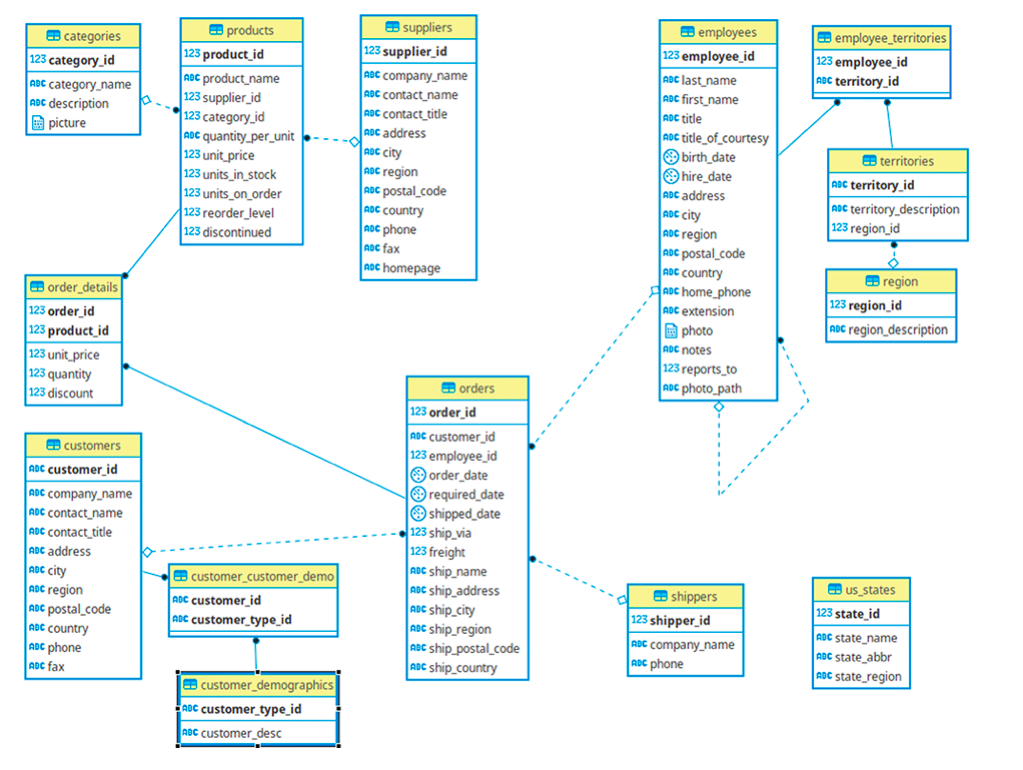 categories
123 category_id
ABC category_name
ABC description
picture
products
123 product_id
ABC product_name
123 supplier_id
123 category_id
ABC quantity_per_unit
123 unit_price
123 units_in_stock
123 units_on_order
123 reorder_level
123 discontinued
suppliers
123 supplier_id
ABC company_name
ABC contact_name
ABC contact_title
ABC address
ABC city
ABC region
ABC postal_code
ABC country
ABC phone
ABC fax
ABC homepage
employees
123 employee_id
ABC last_name
ABC first_name
ABC title
ABC title_of_courtesy
birth_date
hire_date
ABC address
ABC city
ABC region
ABC postal_code
ABC country
ABC home_phone
ABC extension
photo
ABC notes
123 reports_to
ABC photo_path
employee_territories
123 employee_id
ABC territory_id
territories
ABC territory_id
ABC territory_description
123 region_id
region
123 region_id
ABC region_description
order_details
123 order_id
123 product_id
123 unit_price
123 quantity
123 discount
orders
123 order_id
ABC customer_id
123 employee_id
order_date
required_date
shipped_date
123 ship_via
123 freight
ABC ship_name
ABC ship_address
ABC ship_city
ABC ship_region
ABC ship_postal_code
ABC ship_country
customers
ABC customer_id
ABC company_name
ABC contact_name
ABC contact_title
ABC address
ABC city
ABC region
ABC postal_code
ABC country
ABC phone
ABC fax
customer_customer_demo
ABC customer_id
ABC customer_type_id
customer_demographics
ABC customer_type_id
ABC customer_desc
shippers
123 shipper_id
ABC company_name
ABC phone
us_states
123 state_id
ABC state_name
ABC state_abbr
ABC state_region